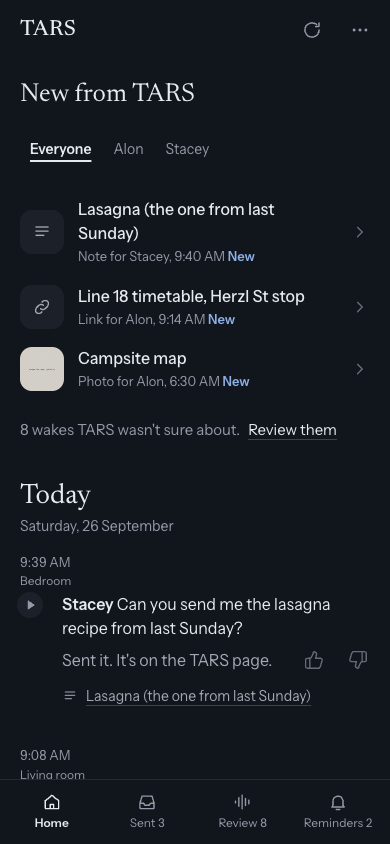 TARS
New from TARS
Everyone Alon Stacey
Lasagna (the one from last
Sunday)
Note for Stacey, 9:40 AM New
Line 18 timetable, Herzl St stop
Link for Alon, 9:14 AM New
Campsite map
Photo for Alon, 6:30 AM New
8 wakes TARS wasn't sure about. Review them
Today
Saturday, 26 September
9:39 AM
Bedroom
Stacey Can you send me the lasagna
recipe from last Sunday?
Sent it. It's on the TARS page.
Lasagna (the one from last Sunday)
9:08 AM
Living room
Home Sent 3 Review 8 Reminders 2